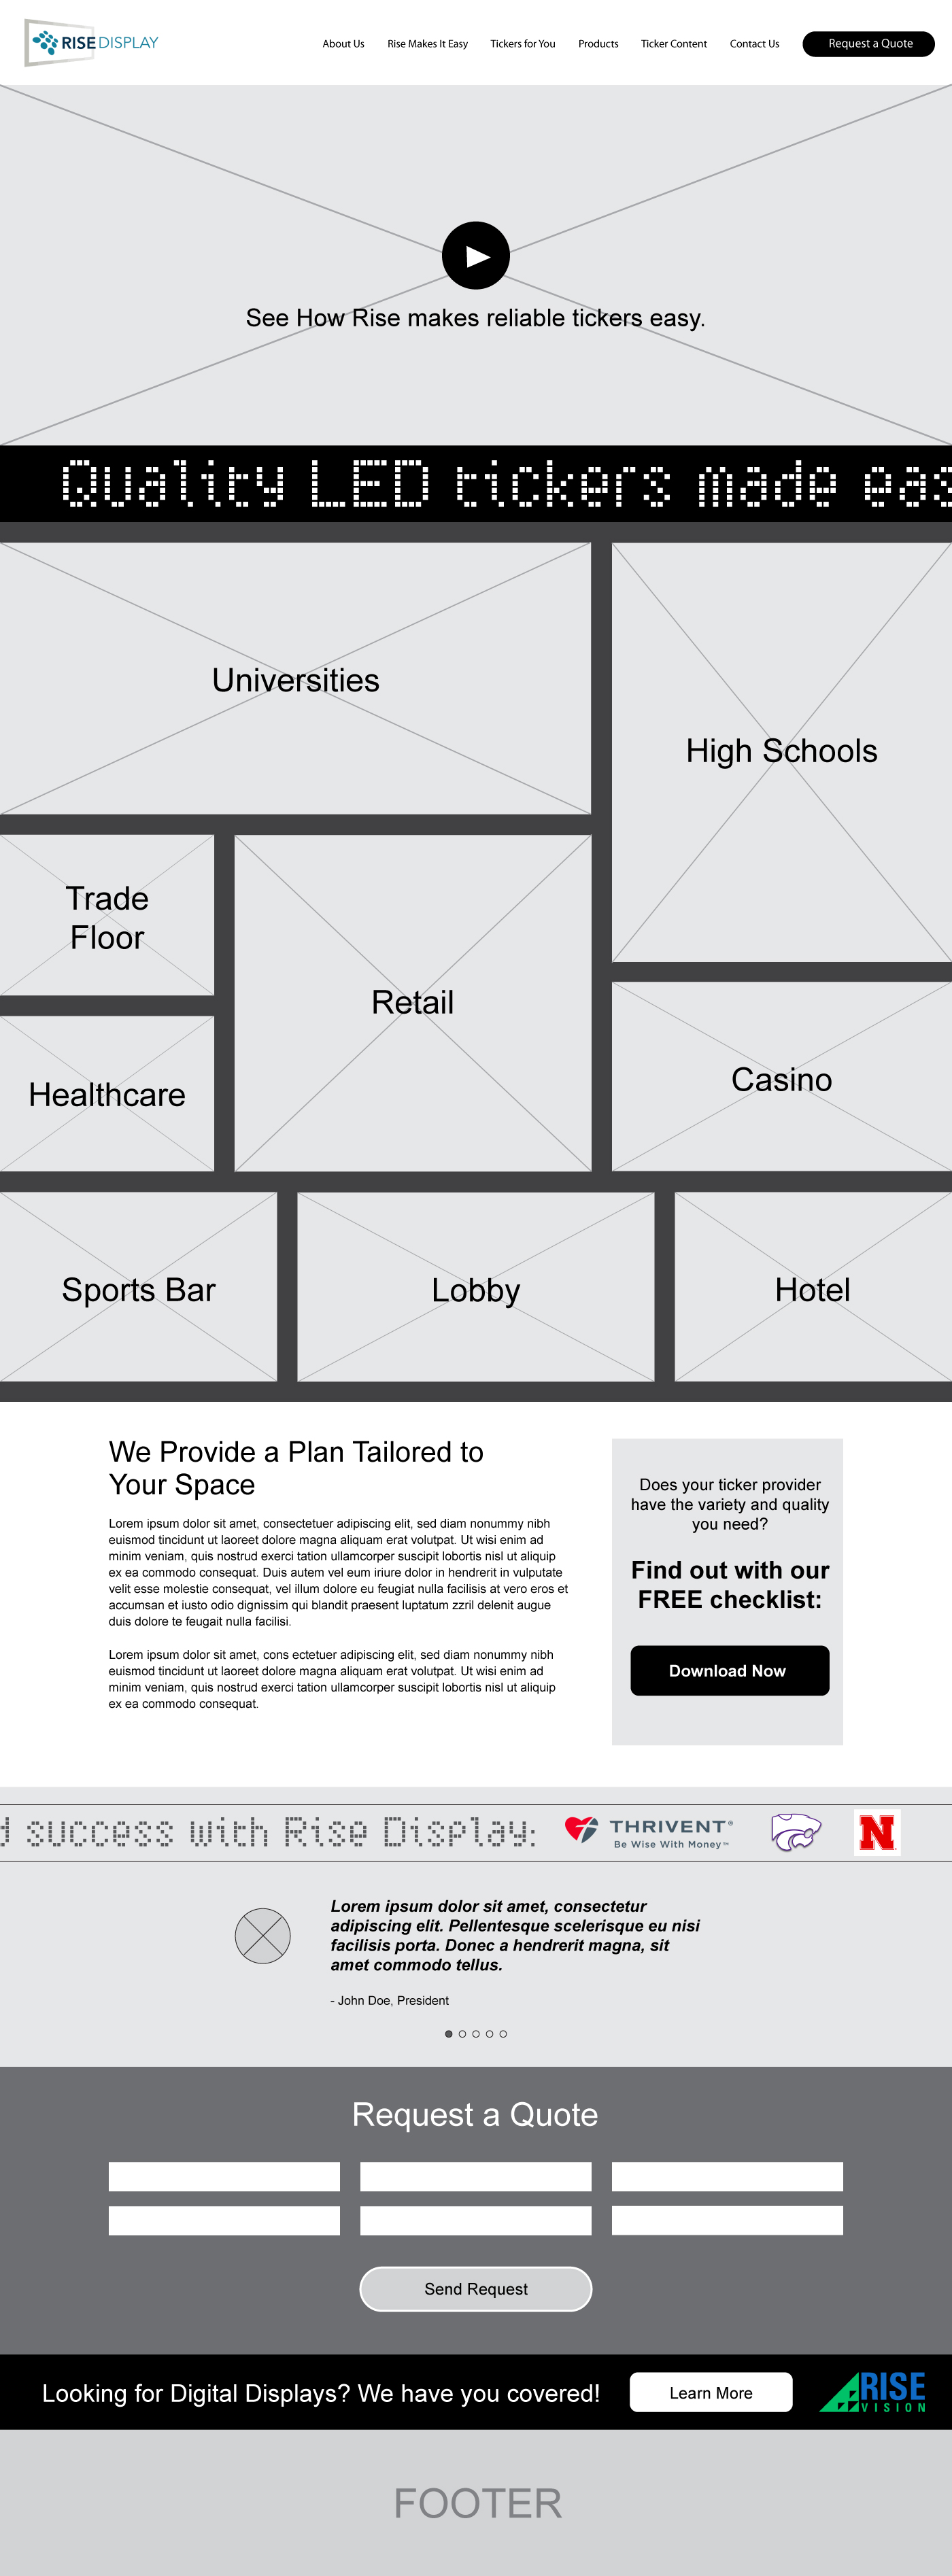 RISE DISPLAY
About Us Rise Makes It Easy Tickers for You Products Ticker Content Contact Us Request a Quote
See How Rise makes reliable tickers easy.
Quality LED tickers made eas
Universities
High Schools
Trade
Floor
Retail
Healthcare
Casino
Sports Bar
Lobby
Hotel
We Provide a Plan Tailored to
Your Space
Lorem ipsum dolor sit amet, consectetuer adipiscing elit, sed diam nonummy nibh
euismod tincidunt ut laoreet dolore magna aliquam erat volutpat. Ut wisi enim ad
minim veniam, quis nostrud exerci tation ullamcorper suscipit lobortis nisl ut aliquip
ex ea commodo consequat. Duis autem vel eum iriure dolor in hendrerit in vulputate
velit esse molestie consequat, vel illum dolore eu feugiat nulla facilisis at vero eros et
accumsan et iusto odio dignissim qui blandit praesent luptatum zzril delenit augue
duis dolore te feugait nulla facilisi.
Lorem ipsum dolor sit amet, cons ectetuer adipiscing elit, sed diam nonummy nibh
euismod tincidunt ut laoreet dolore magna aliquam erat volutpat. Ut wisi enim ad
minim veniam, quis nostrud exerci tation ullamcorper suscipit lobortis nisl ut aliquip
ex ea commodo consequat.
Does your ticker provider
have the variety and quality
you need?
Find out with our
FREE checklist:
Download Now
d success with Rise Display:
THRIVENT®
Be Wise With Money™
N
Lorem ipsum dolor sit amet, consectetur
adipiscing elit. Pellentesque scelerisque eu nisi
facilisis porta. Donec a hendrerit magna, sit
amet commodo tellus.
- John Doe, President
Request a Quote
Send Request
Looking for Digital Displays? We have you covered!
Learn More
RISE
VISION
FOOTER